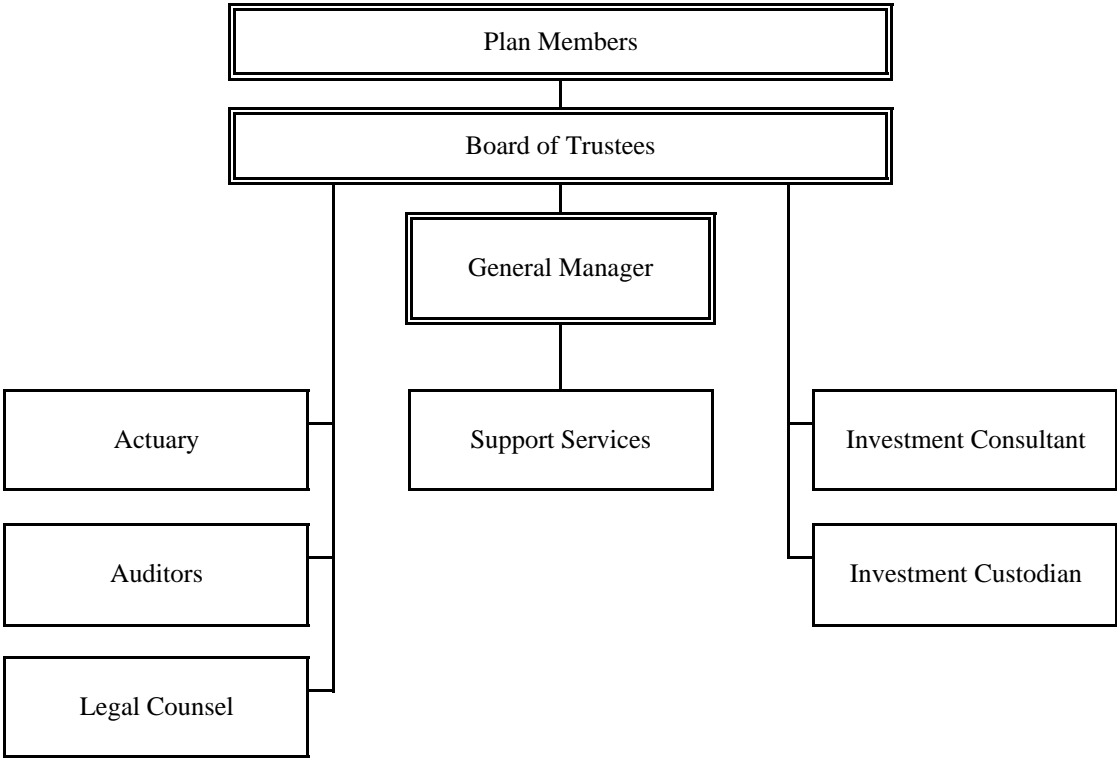 Plan Members
Board of Trustees
General Manager
Actuary
Support Services
Investment Consultant
Auditors
Investment Custodian
Legal Counsel